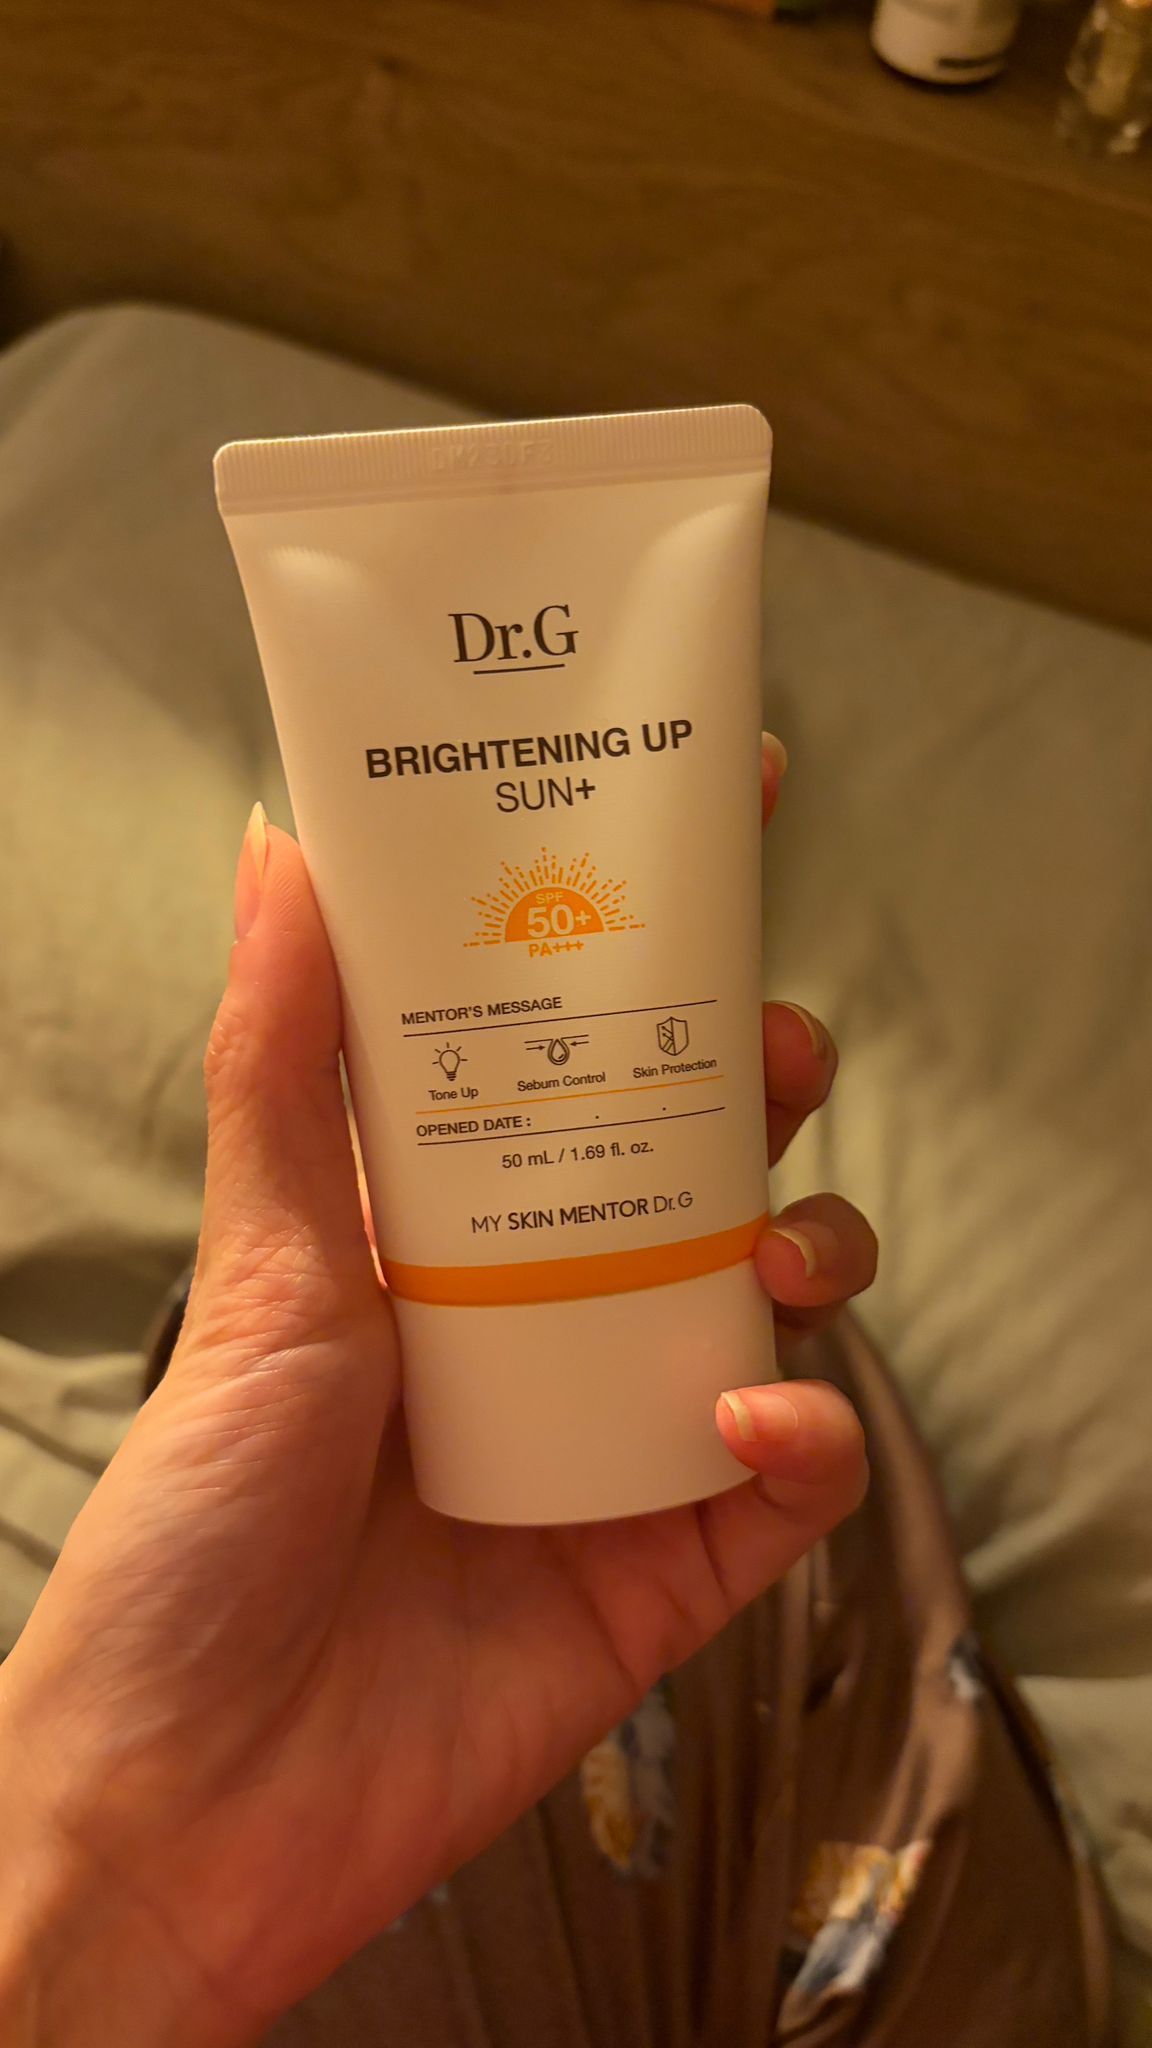 Dr.G
BRIGHTENING UP
SUN+
SPF
50+
PA+++
MENTOR'S MESSAGE
Tone Up
Sebum Control
Skin Protection
OPENED DATE :   .   .
50 mL / 1.69 fl. oz.
MY SKIN MENTOR Dr.G